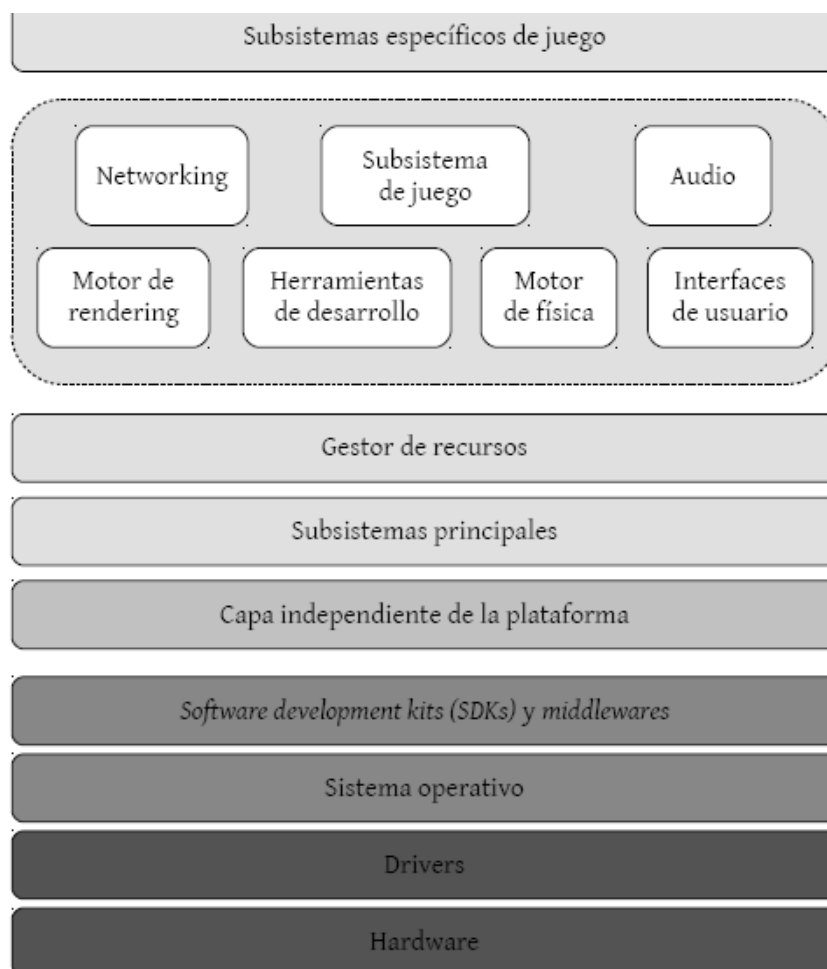 Subsistemas específicos de juego
Networking
Subsistema
de juego
Audio
Motor de
rendering
Herramientas
de desarrollo
Motor
de física
Interfaces
de usuario
Gestor de recursos
Subsistemas principales
Capa independiente de la plataforma
Software development kits (SDKs) y middlewares
Sistema operativo
Drivers
Hardware